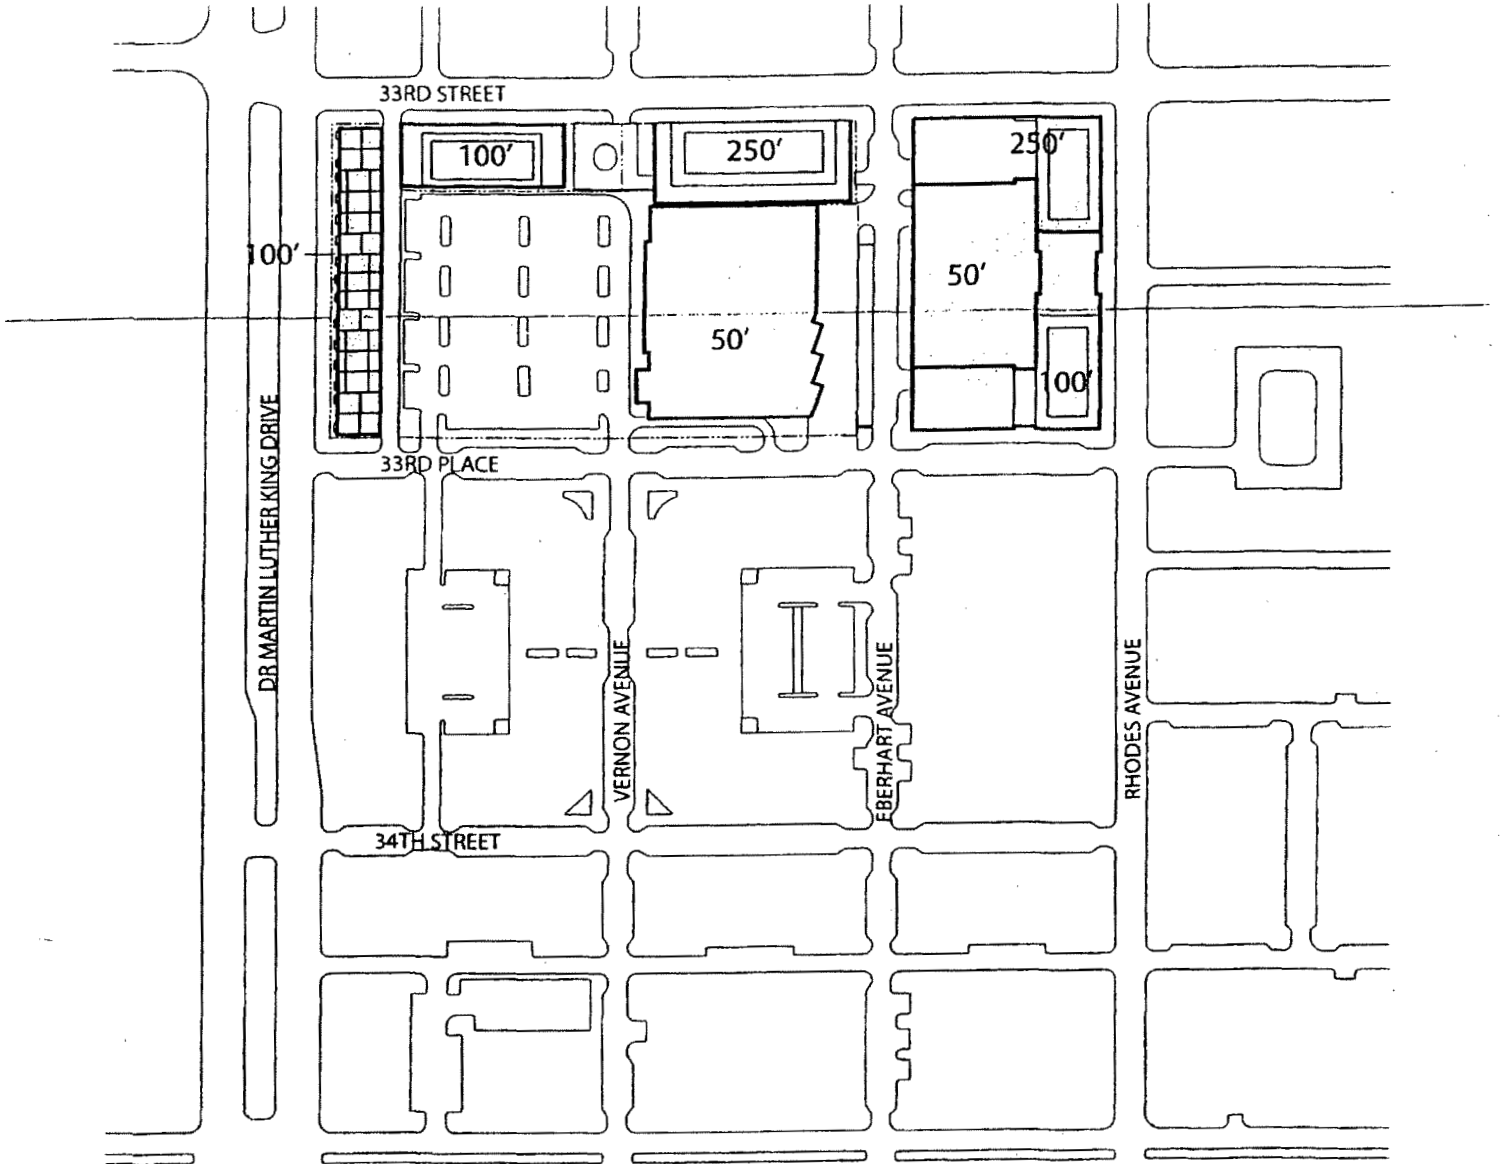 33RD STREET
100'
250'
250'
100'
50'
50'
100'
33RD PLACE
DR MARTIN LUTHER KING DRIVE
VERNON AVENUE
EBERHART AVENUE
RHODES AVENUE
34TH STREET